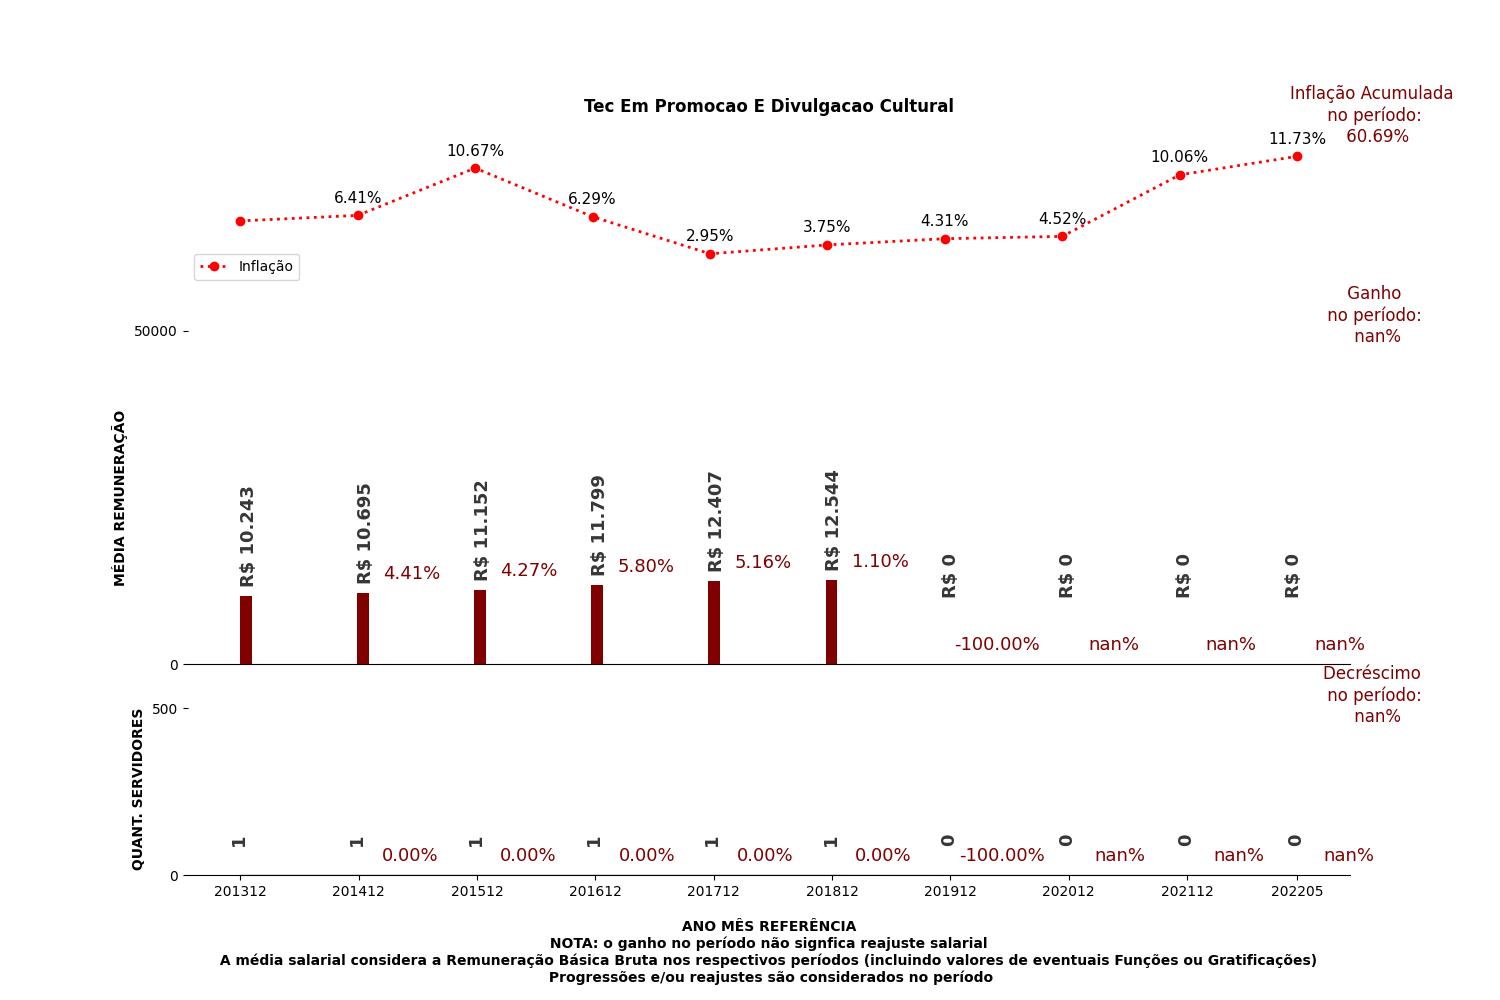 Tec Em Promocao E Divulgacao Cultural
Inflação Acumulada
no período:
60.69%
6.41%
10.67%
6.29%
2.95%
3.75%
4.31%
4.52%
10.06%
11.73%
Inflação
Ganho
no período:
nan%
MÉDIA REMUNERAÇÃO
50000
0
R$ 10.243
R$ 10.695
R$ 11.152
R$ 11.799
R$ 12.407
R$ 12.544
R$ 0
R$ 0
R$ 0
R$ 0
4.41%
4.27%
5.80%
5.16%
1.10%
-100.00%
nan%
nan%
nan%
Decréscimo
no período:
nan%
QUANT. SERVIDORES
500
0
1
1
1
1
1
1
0
0
0
0
0.00%
0.00%
0.00%
0.00%
0.00%
-100.00%
nan%
nan%
nan%
201312
201412
201512
201612
201712
201812
201912
202012
202112
202205
ANO MÊS REFERÊNCIA
NOTA: o ganho no período não signfica reajuste salarial
A média salarial considera a Remuneração Básica Bruta nos respectivos períodos (incluindo valores de eventuais Funções ou Gratificações)
Progressões e/ou reajustes são considerados no período